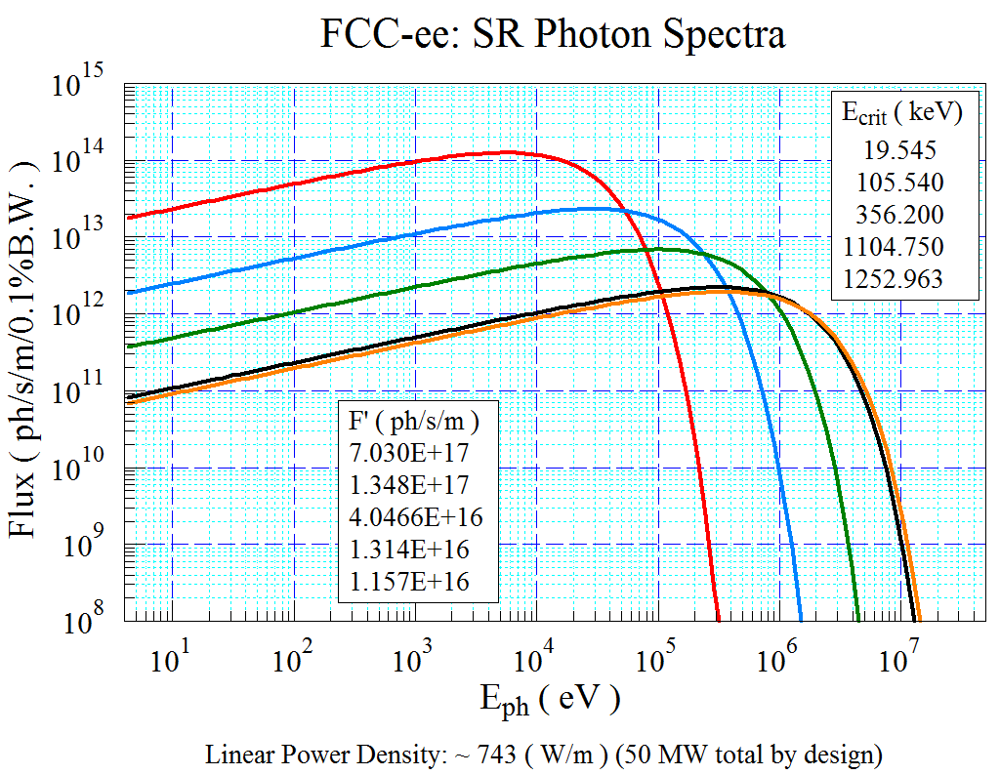 FCC-ee: SR Photon Spectra
Flux ( ph/s/m/0.1%B.W. )
10^15
10^14
10^13
10^12
10^11
10^10
10^9
10^8
E_crit ( keV)
19.545
105.540
356.200
1104.750
1252.963
F' ( ph/s/m )
7.030E+17
1.348E+17
4.0466E+16
1.314E+16
1.157E+16
10^1 10^2 10^3 10^4 10^5 10^6 10^7
E_ph ( eV )
Linear Power Density: ~ 743 ( W/m ) (50 MW total by design)